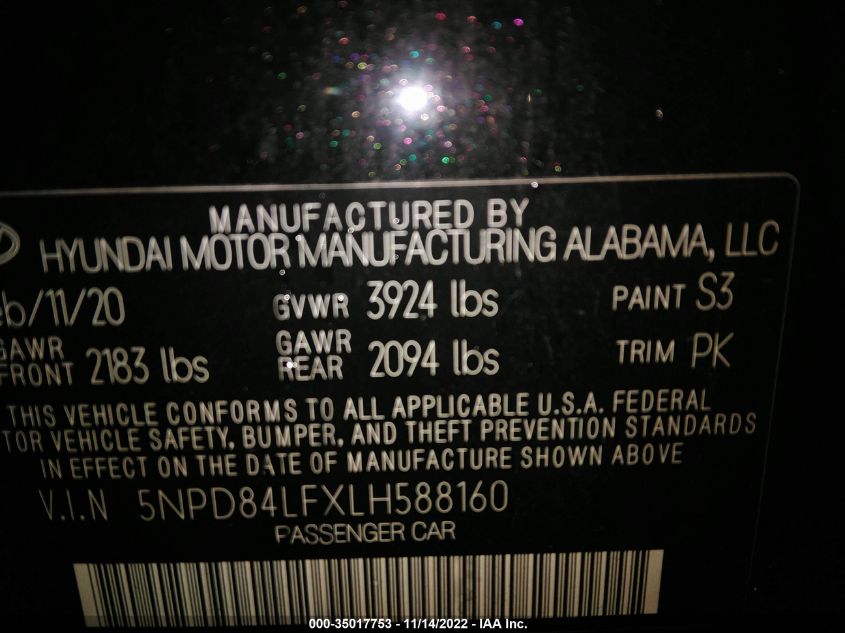 MANUFACTURED BY
HYUNDAI MOTOR MANUFACTURING ALABAMA, LLC
eb/11/20 GVWR 3924 lbs PAINT S3
GAWR FRONT 2183 lbs GAWR REAR 2094 lbs TRIM PK
THIS VEHICLE CONFORMS TO ALL APPLICABLE U.S.A. FEDERAL
TOR VEHICLE SAFETY, BUMPER, AND THEFT PREVENTION STANDARDS
IN EFFECT ON THE DATE OF MANUFACTURE SHOWN ABOVE
V.I.N 5NPD84LFXLH588160
PASSENGER CAR
000-35017753 - 11/14/2022 - IAA Inc.